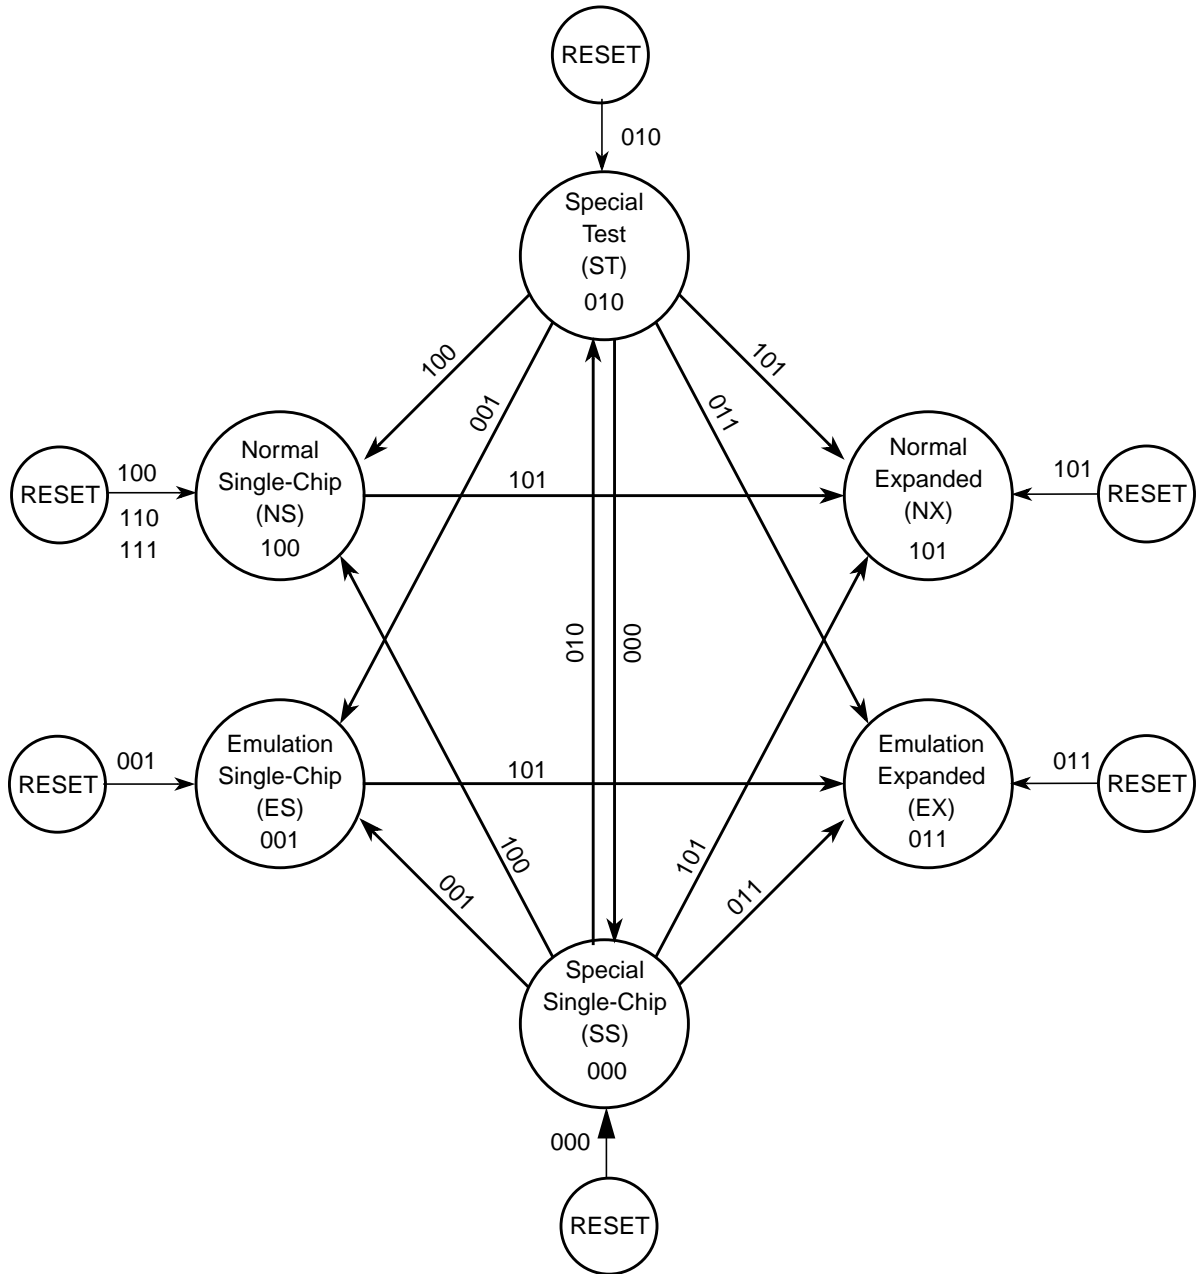 RESET
010
Special
Test
(ST)
010
100
101
001
011
Normal
Single-Chip
(NS)
100
Normal
Expanded
(NX)
101
RESET
100
110
111
101
101
RESET
010
000
Emulation
Single-Chip
(ES)
001
Emulation
Expanded
(EX)
011
RESET
001
101
011
RESET
100
101
001
011
Special
Single-Chip
(SS)
000
000
RESET